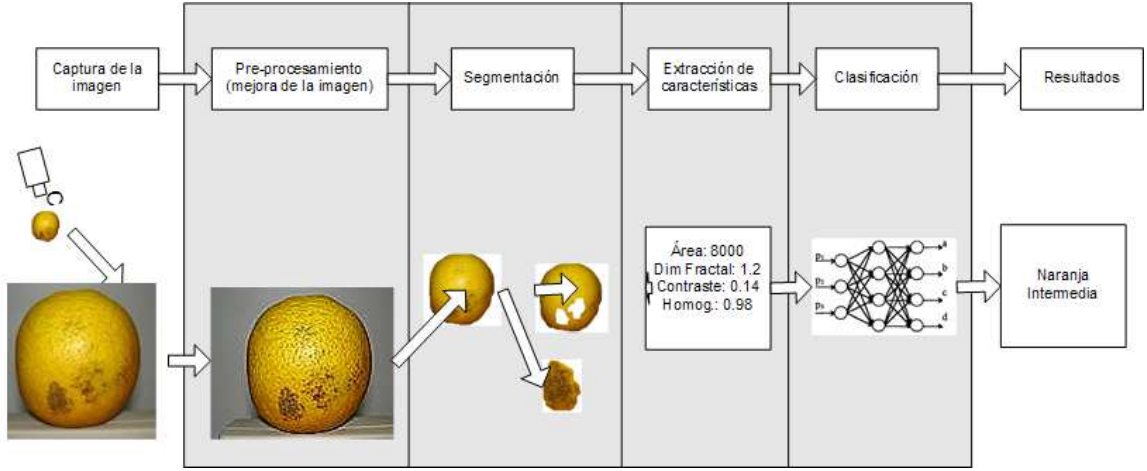 Captura de la
imagen
Pre-procesamiento
(mejora de la imagen)
Segmentación
Extracción de
características
Clasificación
Resultados
Área: 8000
Dim Fractal: 1.2
Contraste: 0.14
Homog.: 0.98
a
b
c
d
Naranja
Intermedia